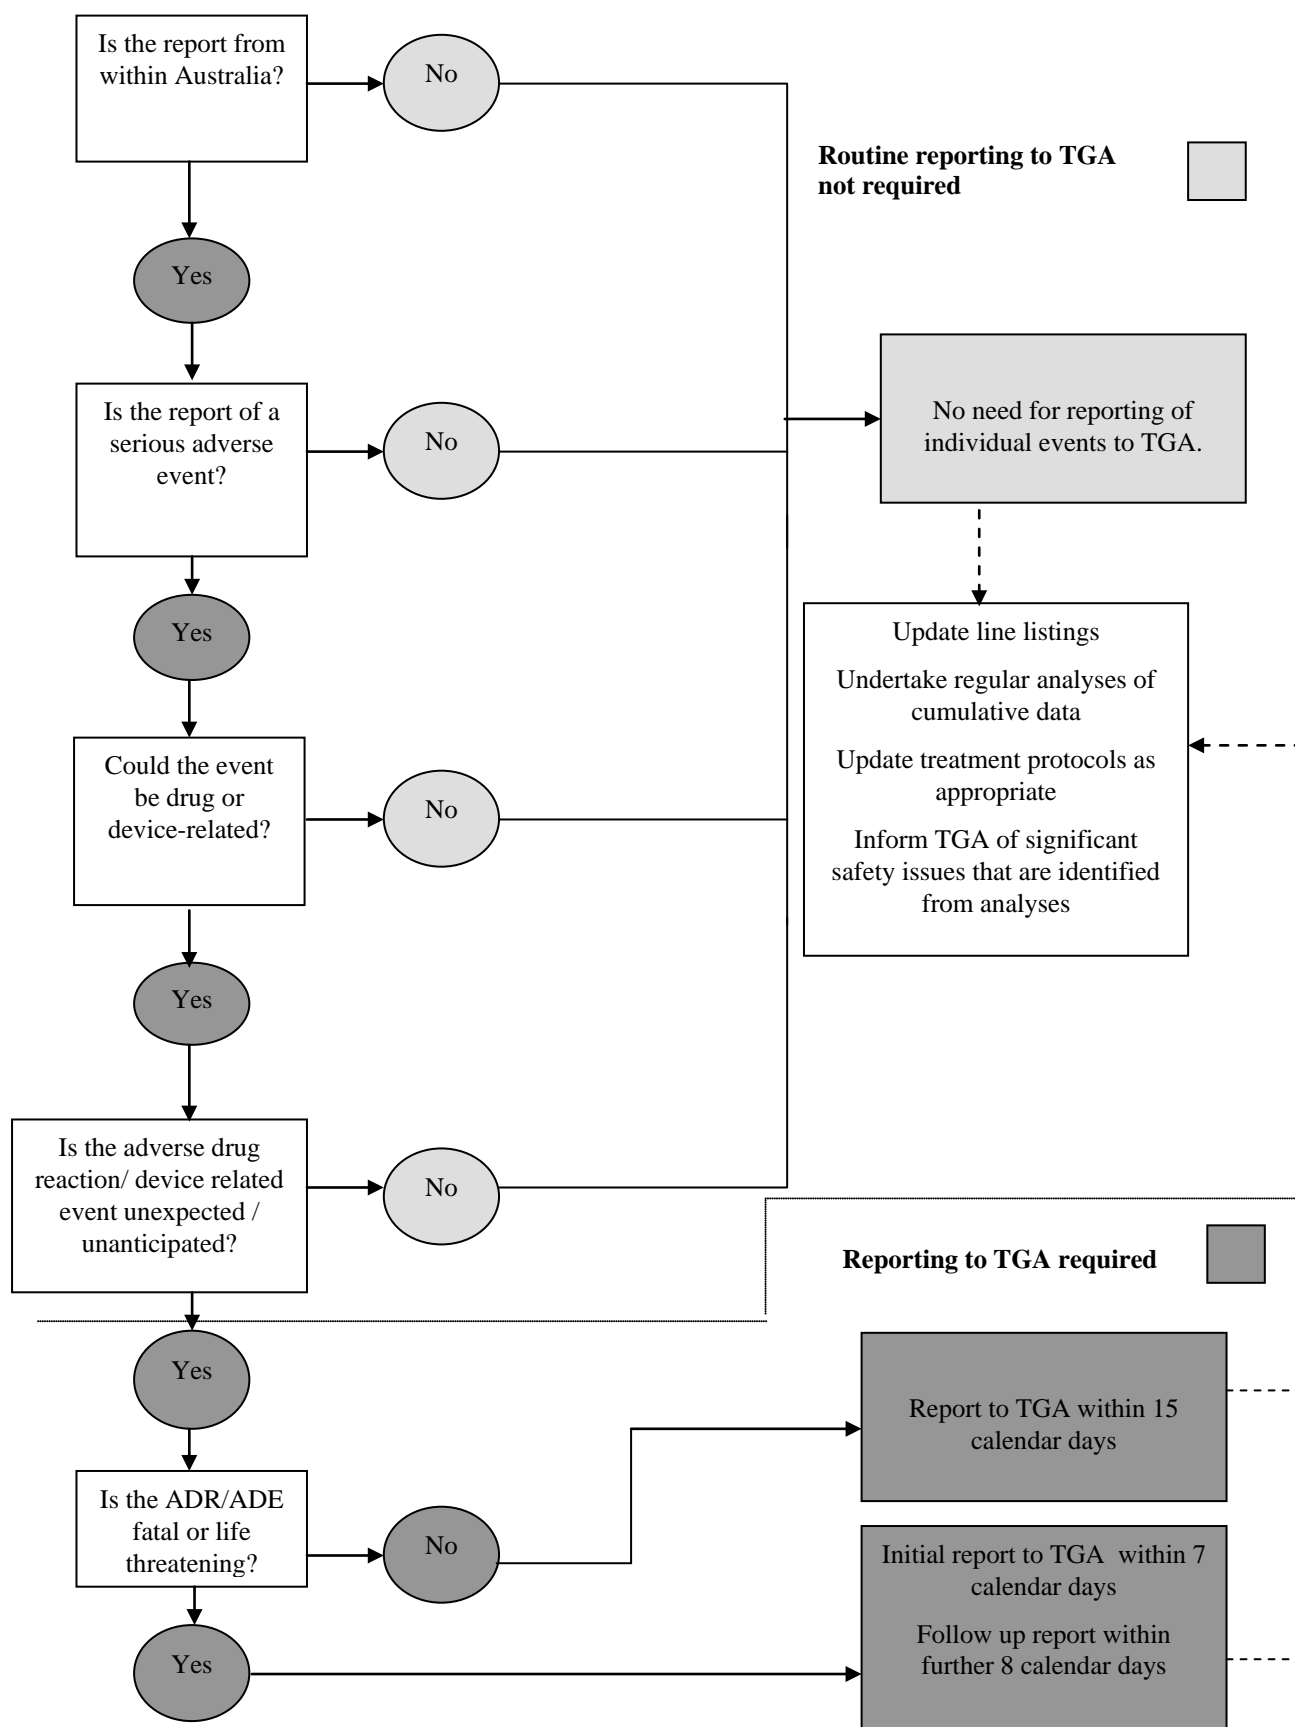 Is the report from
within Australia?
No
Routine reporting to TGA
not required
Yes
Is the report of a
serious adverse
event?
No
No need for reporting of
individual events to TGA.
Yes
Update line listings
Undertake regular analyses of
cumulative data
Update treatment protocols as
appropriate
Inform TGA of significant
safety issues that are identified
from analyses
Could the event
be drug or
device-related?
No
Yes
Is the adverse drug
reaction/ device related
event unexpected /
unanticipated?
No
Reporting to TGA required
Yes
Report to TGA within 15
calendar days
Is the ADR/ADE
fatal or life
threatening?
No
Initial report to TGA within 7
calendar days
Follow up report within
further 8 calendar days
Yes